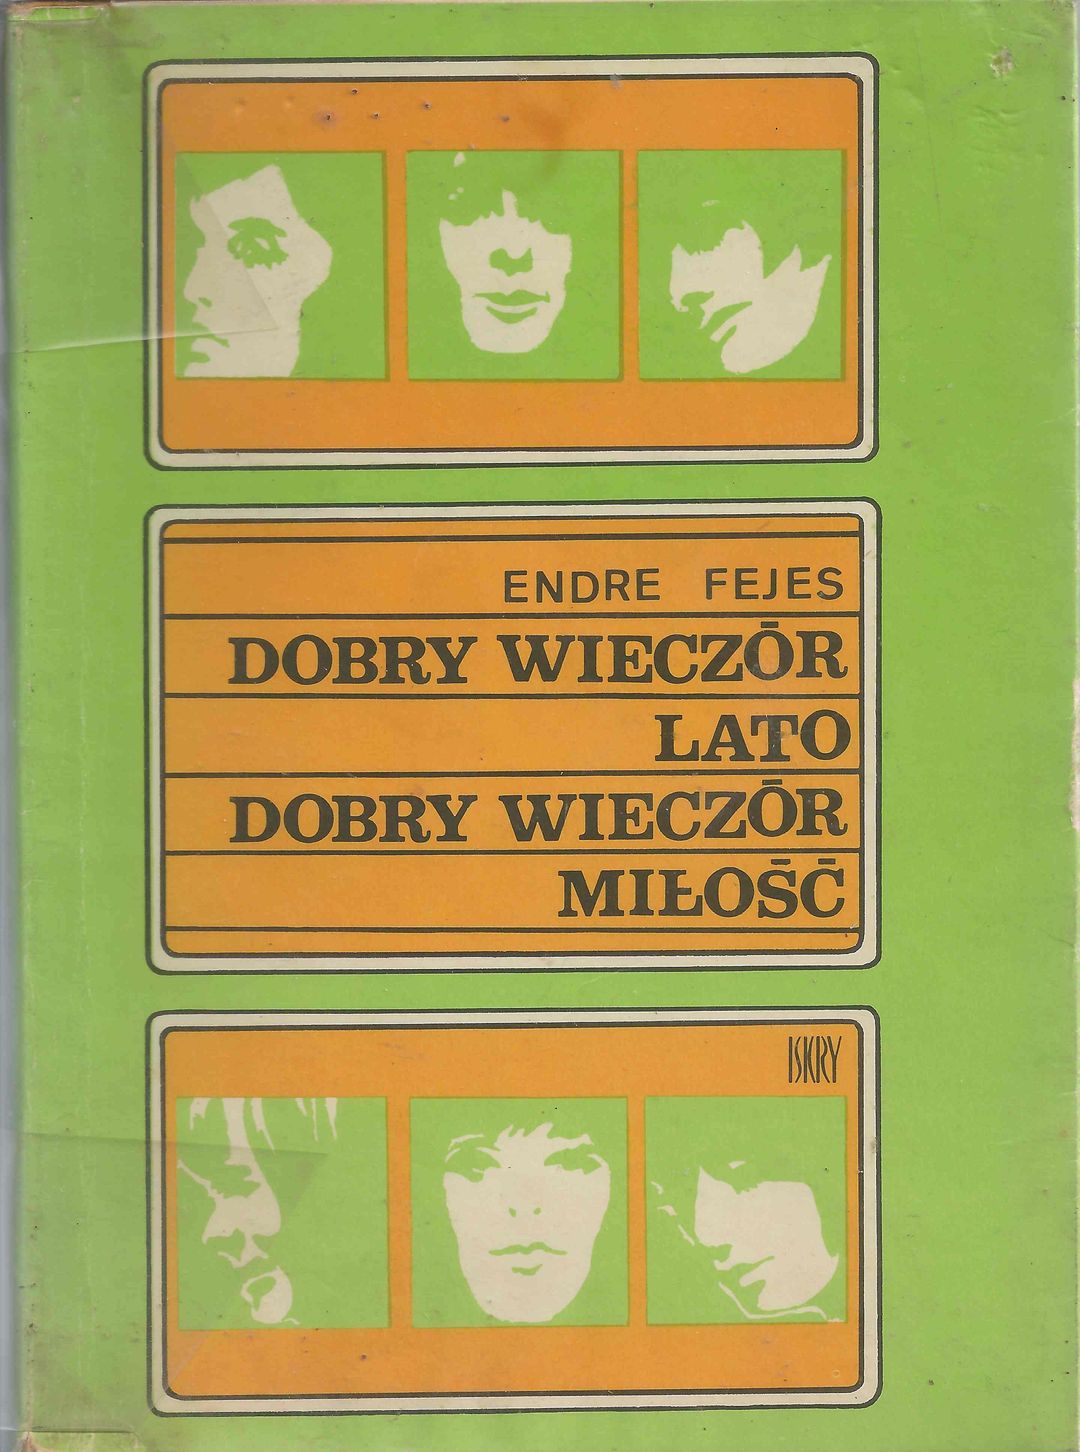 ENDRE FEJES
DOBRY WIECZÓR
LATO
DOBRY WIECZÓR
MIŁOŚĆ
ISKRY